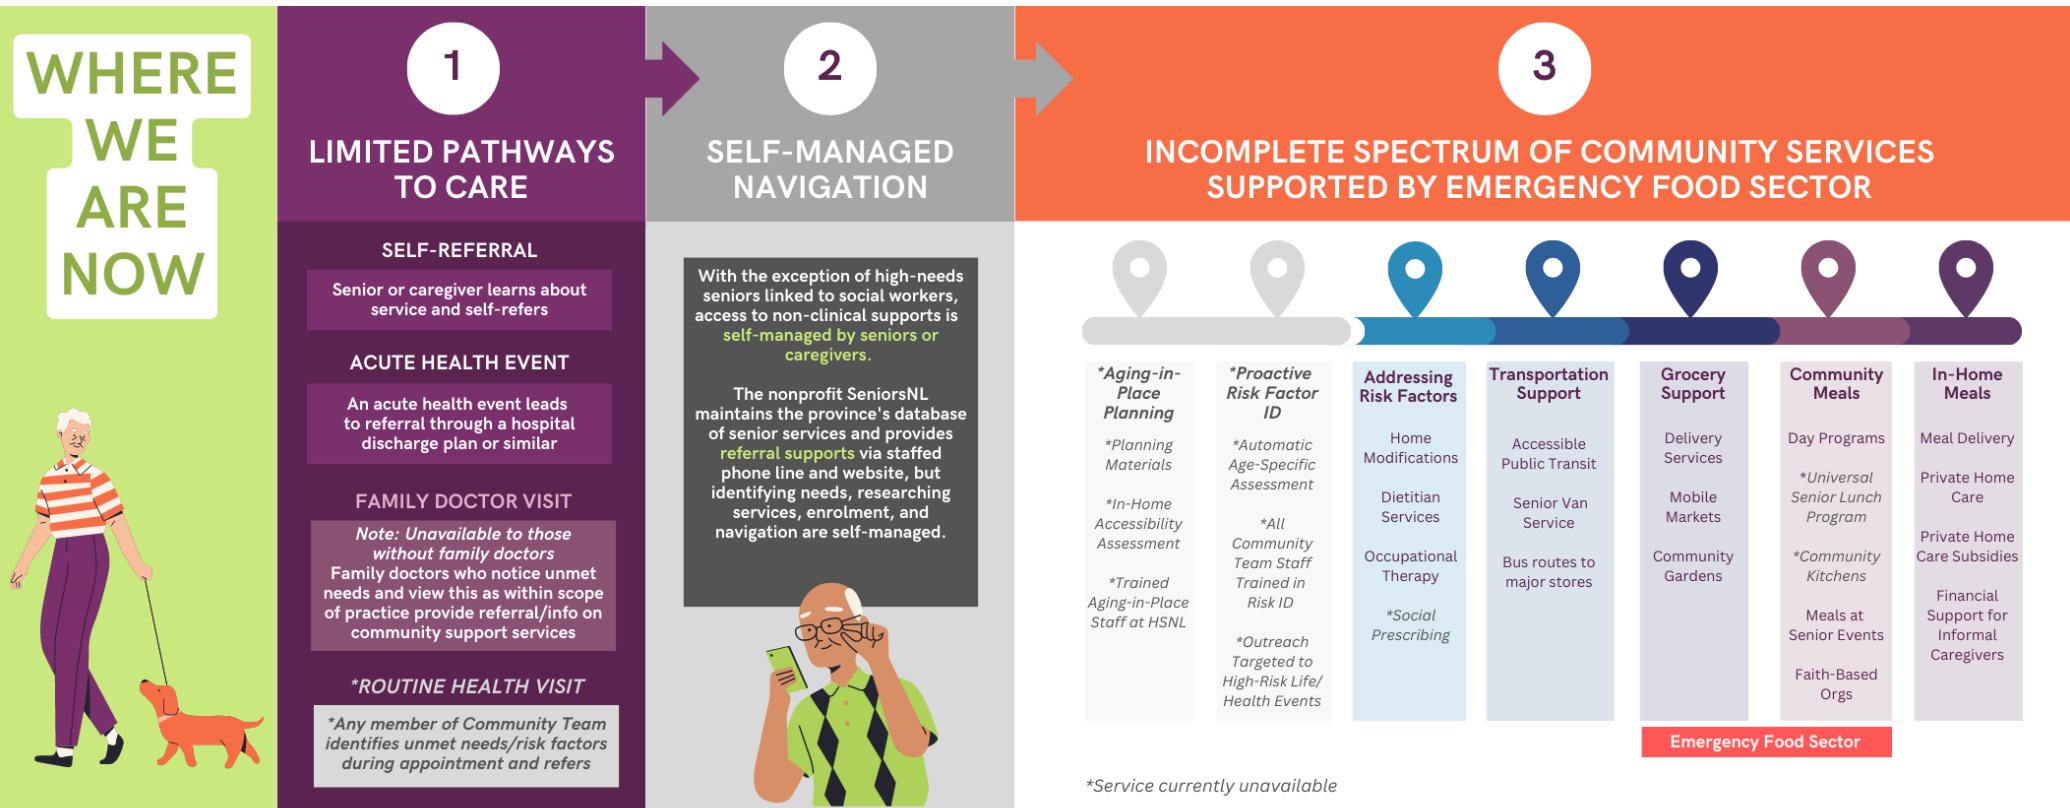 WHERE
WE
ARE
NOW
1
LIMITED PATHWAYS
TO CARE
SELF-REFERRAL
Senior or caregiver learns about
service and self-refers
ACUTE HEALTH EVENT
An acute health event leads
to referral through a hospital
discharge plan or similar
FAMILY DOCTOR VISIT
Note: Unavailable to those
without family doctors
Family doctors who notice unmet
needs and view this as within scope
of practice provide referral/info on
community support services
*ROUTINE HEALTH VISIT
*Any member of Community Team
identifies unmet needs/risk factors
during appointment and refers
2
SELF-MANAGED
NAVIGATION
With the exception of high-needs
seniors linked to social workers,
access to non-clinical supports is
self-managed by seniors or
caregivers.
The nonprofit SeniorsNL
maintains the province's database
of senior services and provides
referral supports via staffed
phone line and website, but
identifying needs, researching
services, enrolment, and
navigation are self-managed.
3
INCOMPLETE SPECTRUM OF COMMUNITY SERVICES
SUPPORTED BY EMERGENCY FOOD SECTOR
*Aging-in-
Place
Planning
*Planning
Materials
*In-Home
Accessibility
Assessment
*Trained
Aging-in-Place
Staff at HSNL
*Proactive
Risk Factor
ID
*Automatic
Age-Specific
Assessment
*All
Community
Team Staff
Trained in
Risk ID
*Outreach
Targeted to
High-Risk Life/
Health Events
Addressing
Risk Factors
Home
Modifications
Dietitian
Services
Occupational
Therapy
*Social
Prescribing
Transportation
Support
Accessible
Public Transit
Senior Van
Service
Bus routes to
major stores
Grocery
Support
Delivery
Services
Mobile
Markets
Community
Gardens
Community
Meals
Day Programs
*Universal
Senior Lunch
Program
*Community
Kitchens
Meals at
Senior Events
Faith-Based
Orgs
In-Home
Meals
Meal Delivery
Private Home
Care
Private Home
Care Subsidies
Financial
Support for
Informal
Caregivers
Emergency Food Sector
*Service currently unavailable